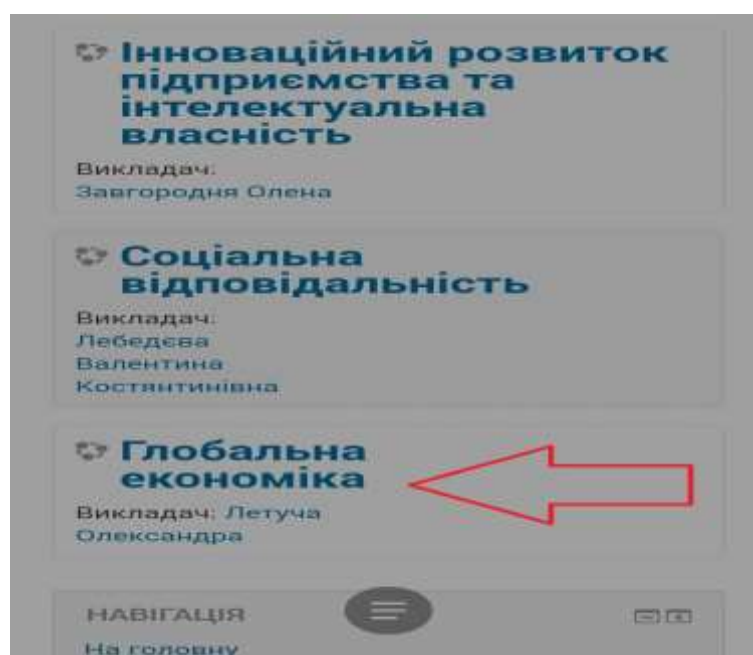 Інноваційний розвиток
підприємства та
інтелектуальна
власність
Викладач:
Завгородня Олена
Соціальна
відповідальність
Викладач:
Лебедєва
Валентина
Костянтинівна
Глобальна
економіка
Викладач: Летуча
Олександра
НАВІГАЦІЯ
На головну